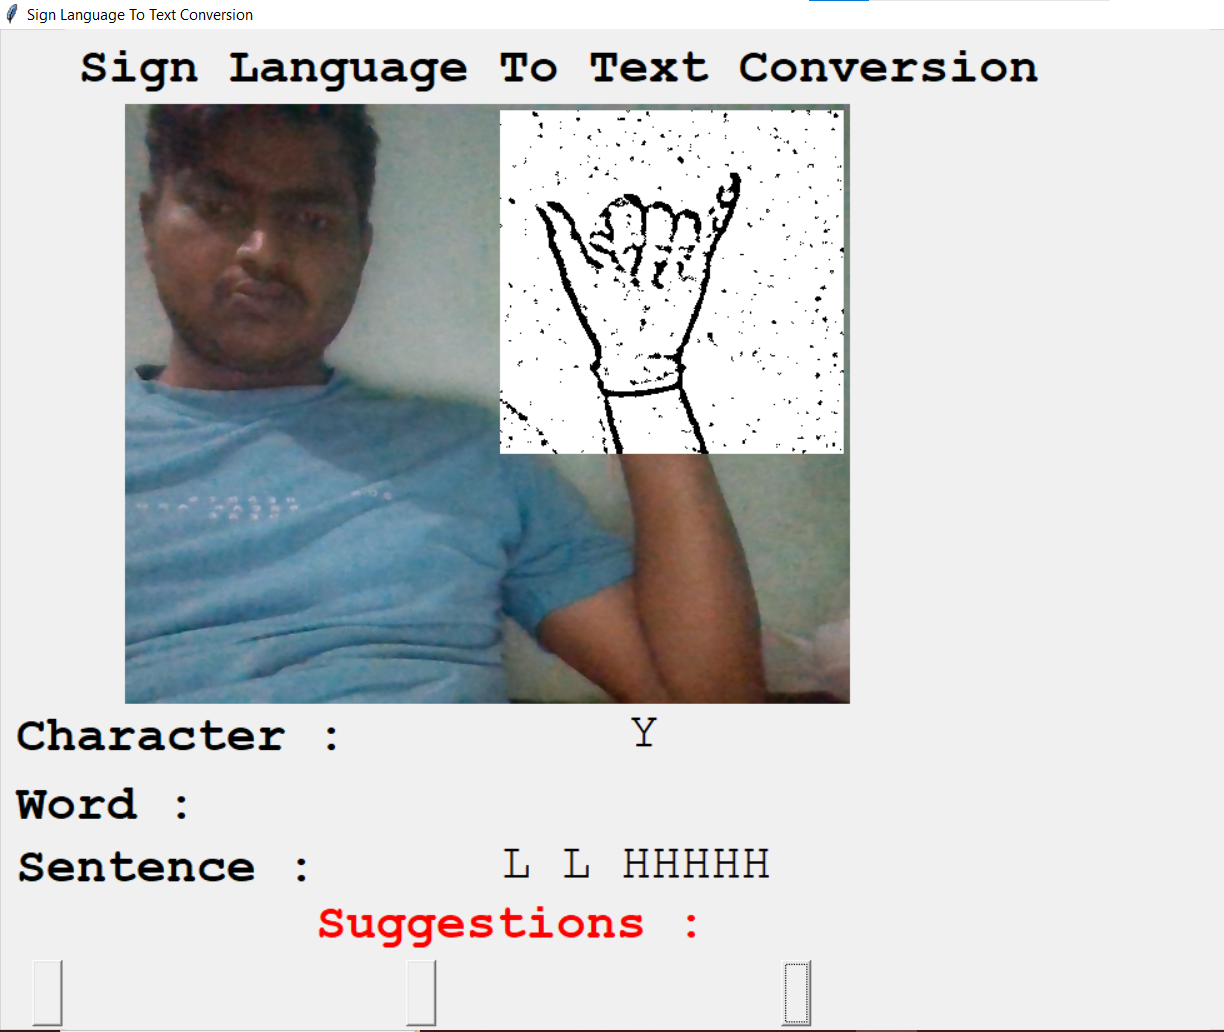 Sign Language To Text Conversion
Sign Language To Text Conversion
Character : Y
Word :
Sentence : L L HHHHH
Suggestions :